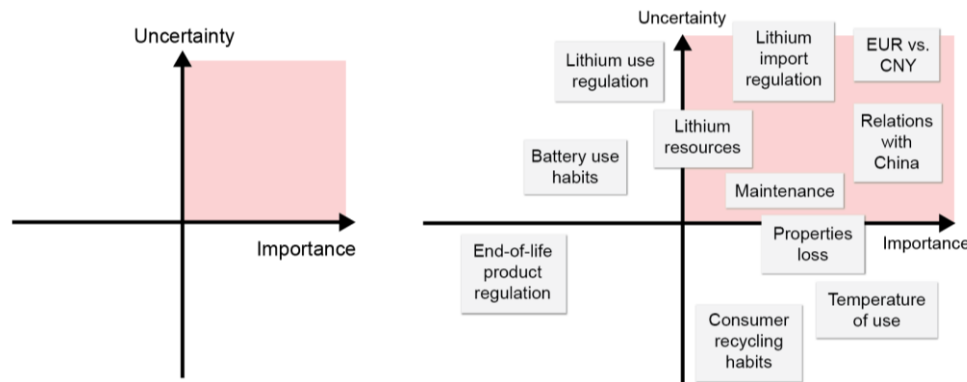 Uncertainty
Importance
Uncertainty
Importance
Lithium use
regulation
Lithium
import
regulation
EUR vs.
CNY
Lithium
resources
Relations
with
China
Battery use
habits
Maintenance
Properties
loss
End-of-life
product
regulation
Temperature
of use
Consumer
recycling
habits